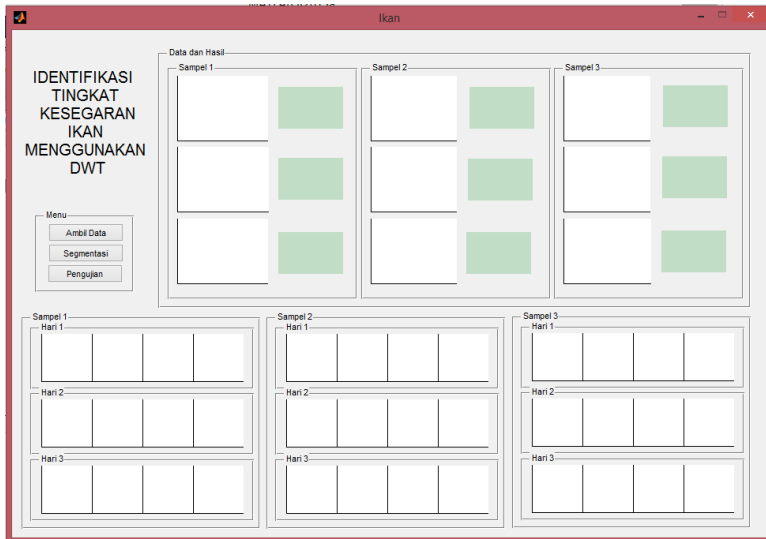 Ikan
IDENTIFIKASI
TINGKAT
KESEGARAN
IKAN
MENGGUNAKAN
DWT
Menu
Ambil Data
Segmentasi
Pengujian
Data dan Hasil
Sampel 1
Sampel 2
Sampel 3
Sampel 1
Hari 1
Hari 2
Hari 3
Sampel 2
Hari 1
Hari 2
Hari 3
Sampel 3
Hari 1
Hari 2
Hari 3